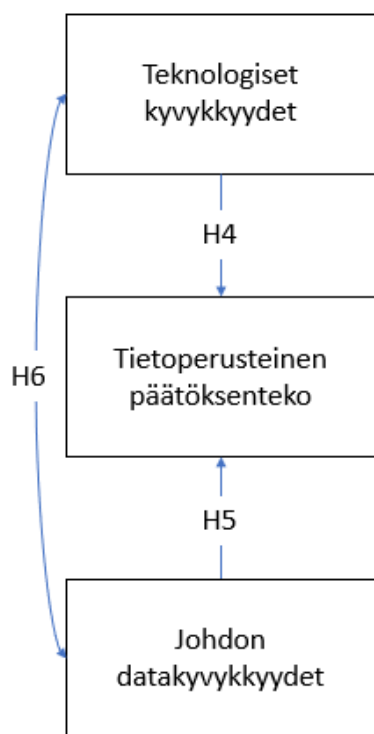 Teknologiset
kyvykkyydet
H4
Tietoperusteinen
päätöksenteko
H6
H5
Johdon
datakyvykkyydet